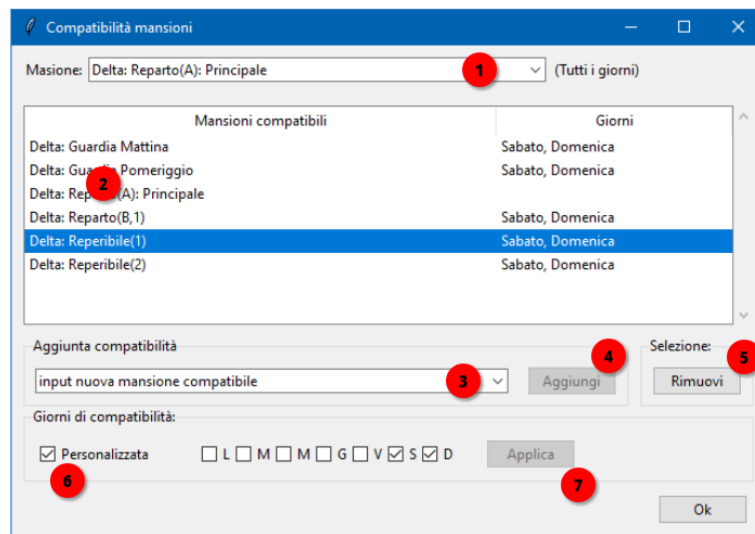 Compatibilità mansioni
Masione: Delta: Reparto(A): Principale 1 (Tutti i giorni)
Mansioni compatibili Giorni
Delta: Guardia Mattina Sabato, Domenica
Delta: Pomeriggio Sabato, Domenica
2
Delta: (A): Principale
Delta: Reparto(B,1) Sabato, Domenica
Delta: Reperibile(1) Sabato, Domenica
Delta: Reperibile(2) Sabato, Domenica
Aggiunta compatibilità 4 Selezione: 5
input nuova mansione compatibile 3 Aggiungi Rimuovi
Giorni di compatibilità:
Personalizzata L M M G V S D Applica
6 7
Ok